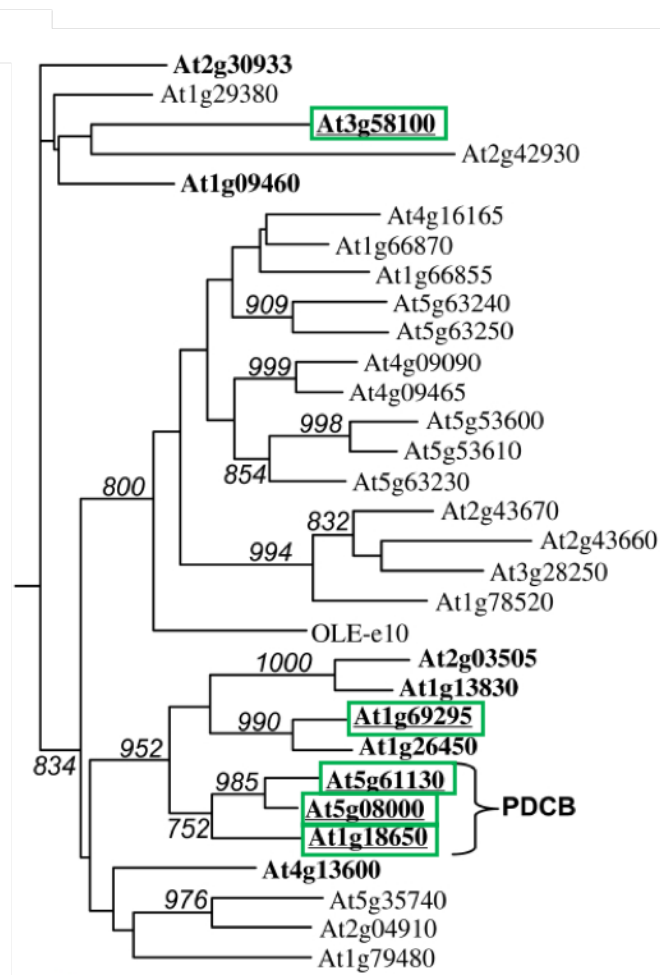 At2g30933
At1g29380
At3g58100
At2g42930
At1g09460
At4g16165
At1g66870
At1g66855
909 At5g63240
At5g63250
999 At4g09090
At4g09465
998 At5g53600
At5g53610
854 At5g63230
800
832 At2g43670
At2g43660
994 At3g28250
At1g78520
OLE-e10
1000 At2g03505
At1g13830
990 At1g69295
At1g26450
952
834
985 At5g61130
At5g08000 PDCB
752 At1g18650
At4g13600
976 At5g35740
At2g04910
At1g79480